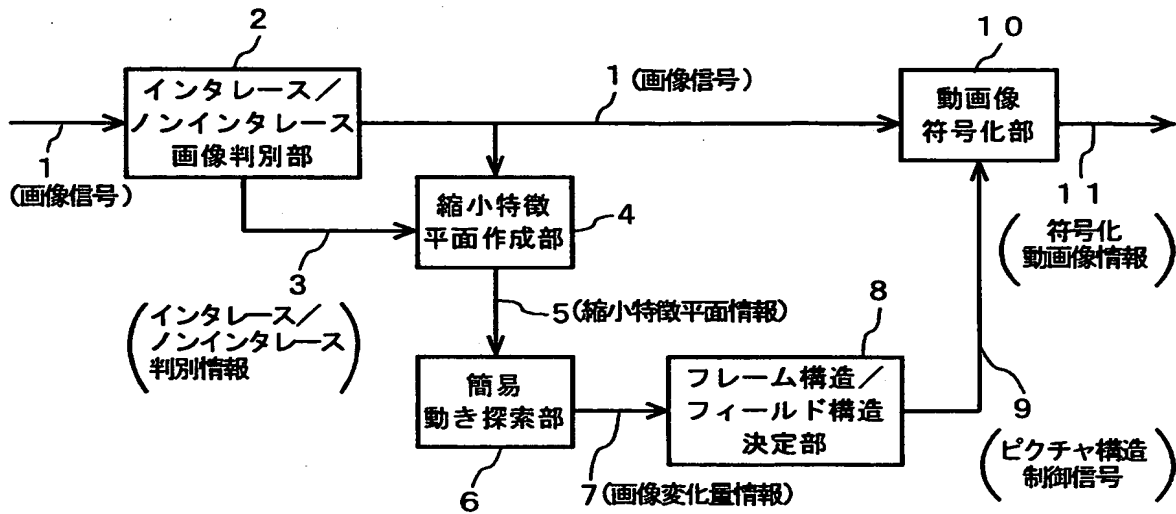 2
インタレース／
ノンインタレース
画像判別部
1
(画像信号)
1 (画像信号)
10
動画像
符号化部
11
(符号化
動画像情報)
縮小特徴
平面作成部
4
3
(インタレース／
ノンインタレース
判別情報)
5 (縮小特徴平面情報)
簡易
動き探索部
6
7 (画像変化量情報)
8
フレーム構造／
フィールド構造
決定部
9
(ピクチャ構造
制御信号)